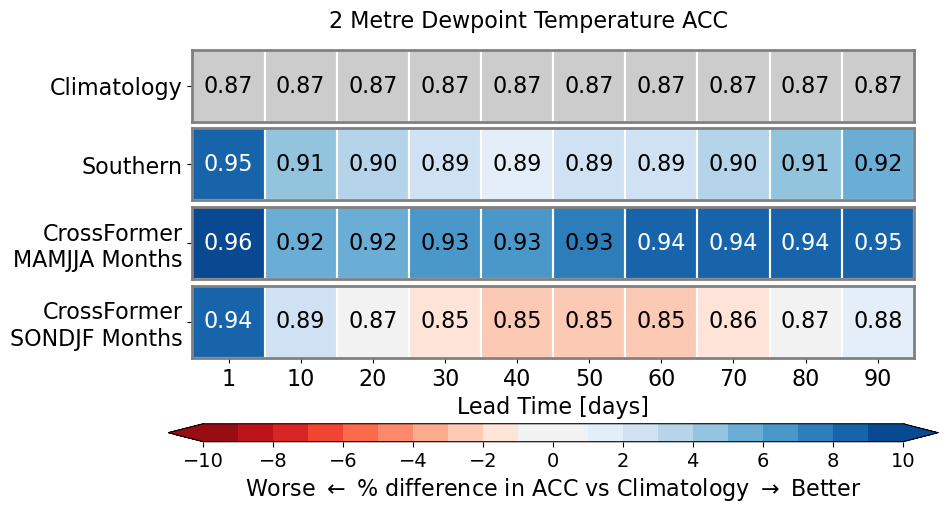 2 Metre Dewpoint Temperature ACC
Climatology 0.87 0.87 0.87 0.87 0.87 0.87 0.87 0.87 0.87 0.87
Southern 0.95 0.91 0.90 0.89 0.89 0.89 0.89 0.90 0.91 0.92
CrossFormer
MAMJJA Months 0.96 0.92 0.92 0.93 0.93 0.93 0.94 0.94 0.94 0.95
CrossFormer
SONDJF Months 0.94 0.89 0.87 0.85 0.85 0.85 0.85 0.86 0.87 0.88
1 10 20 30 40 50 60 70 80 90
Lead Time [days]
−10 −8 −6 −4 −2 0 2 4 6 8 10
Worse ← % difference in ACC vs Climatology → Better